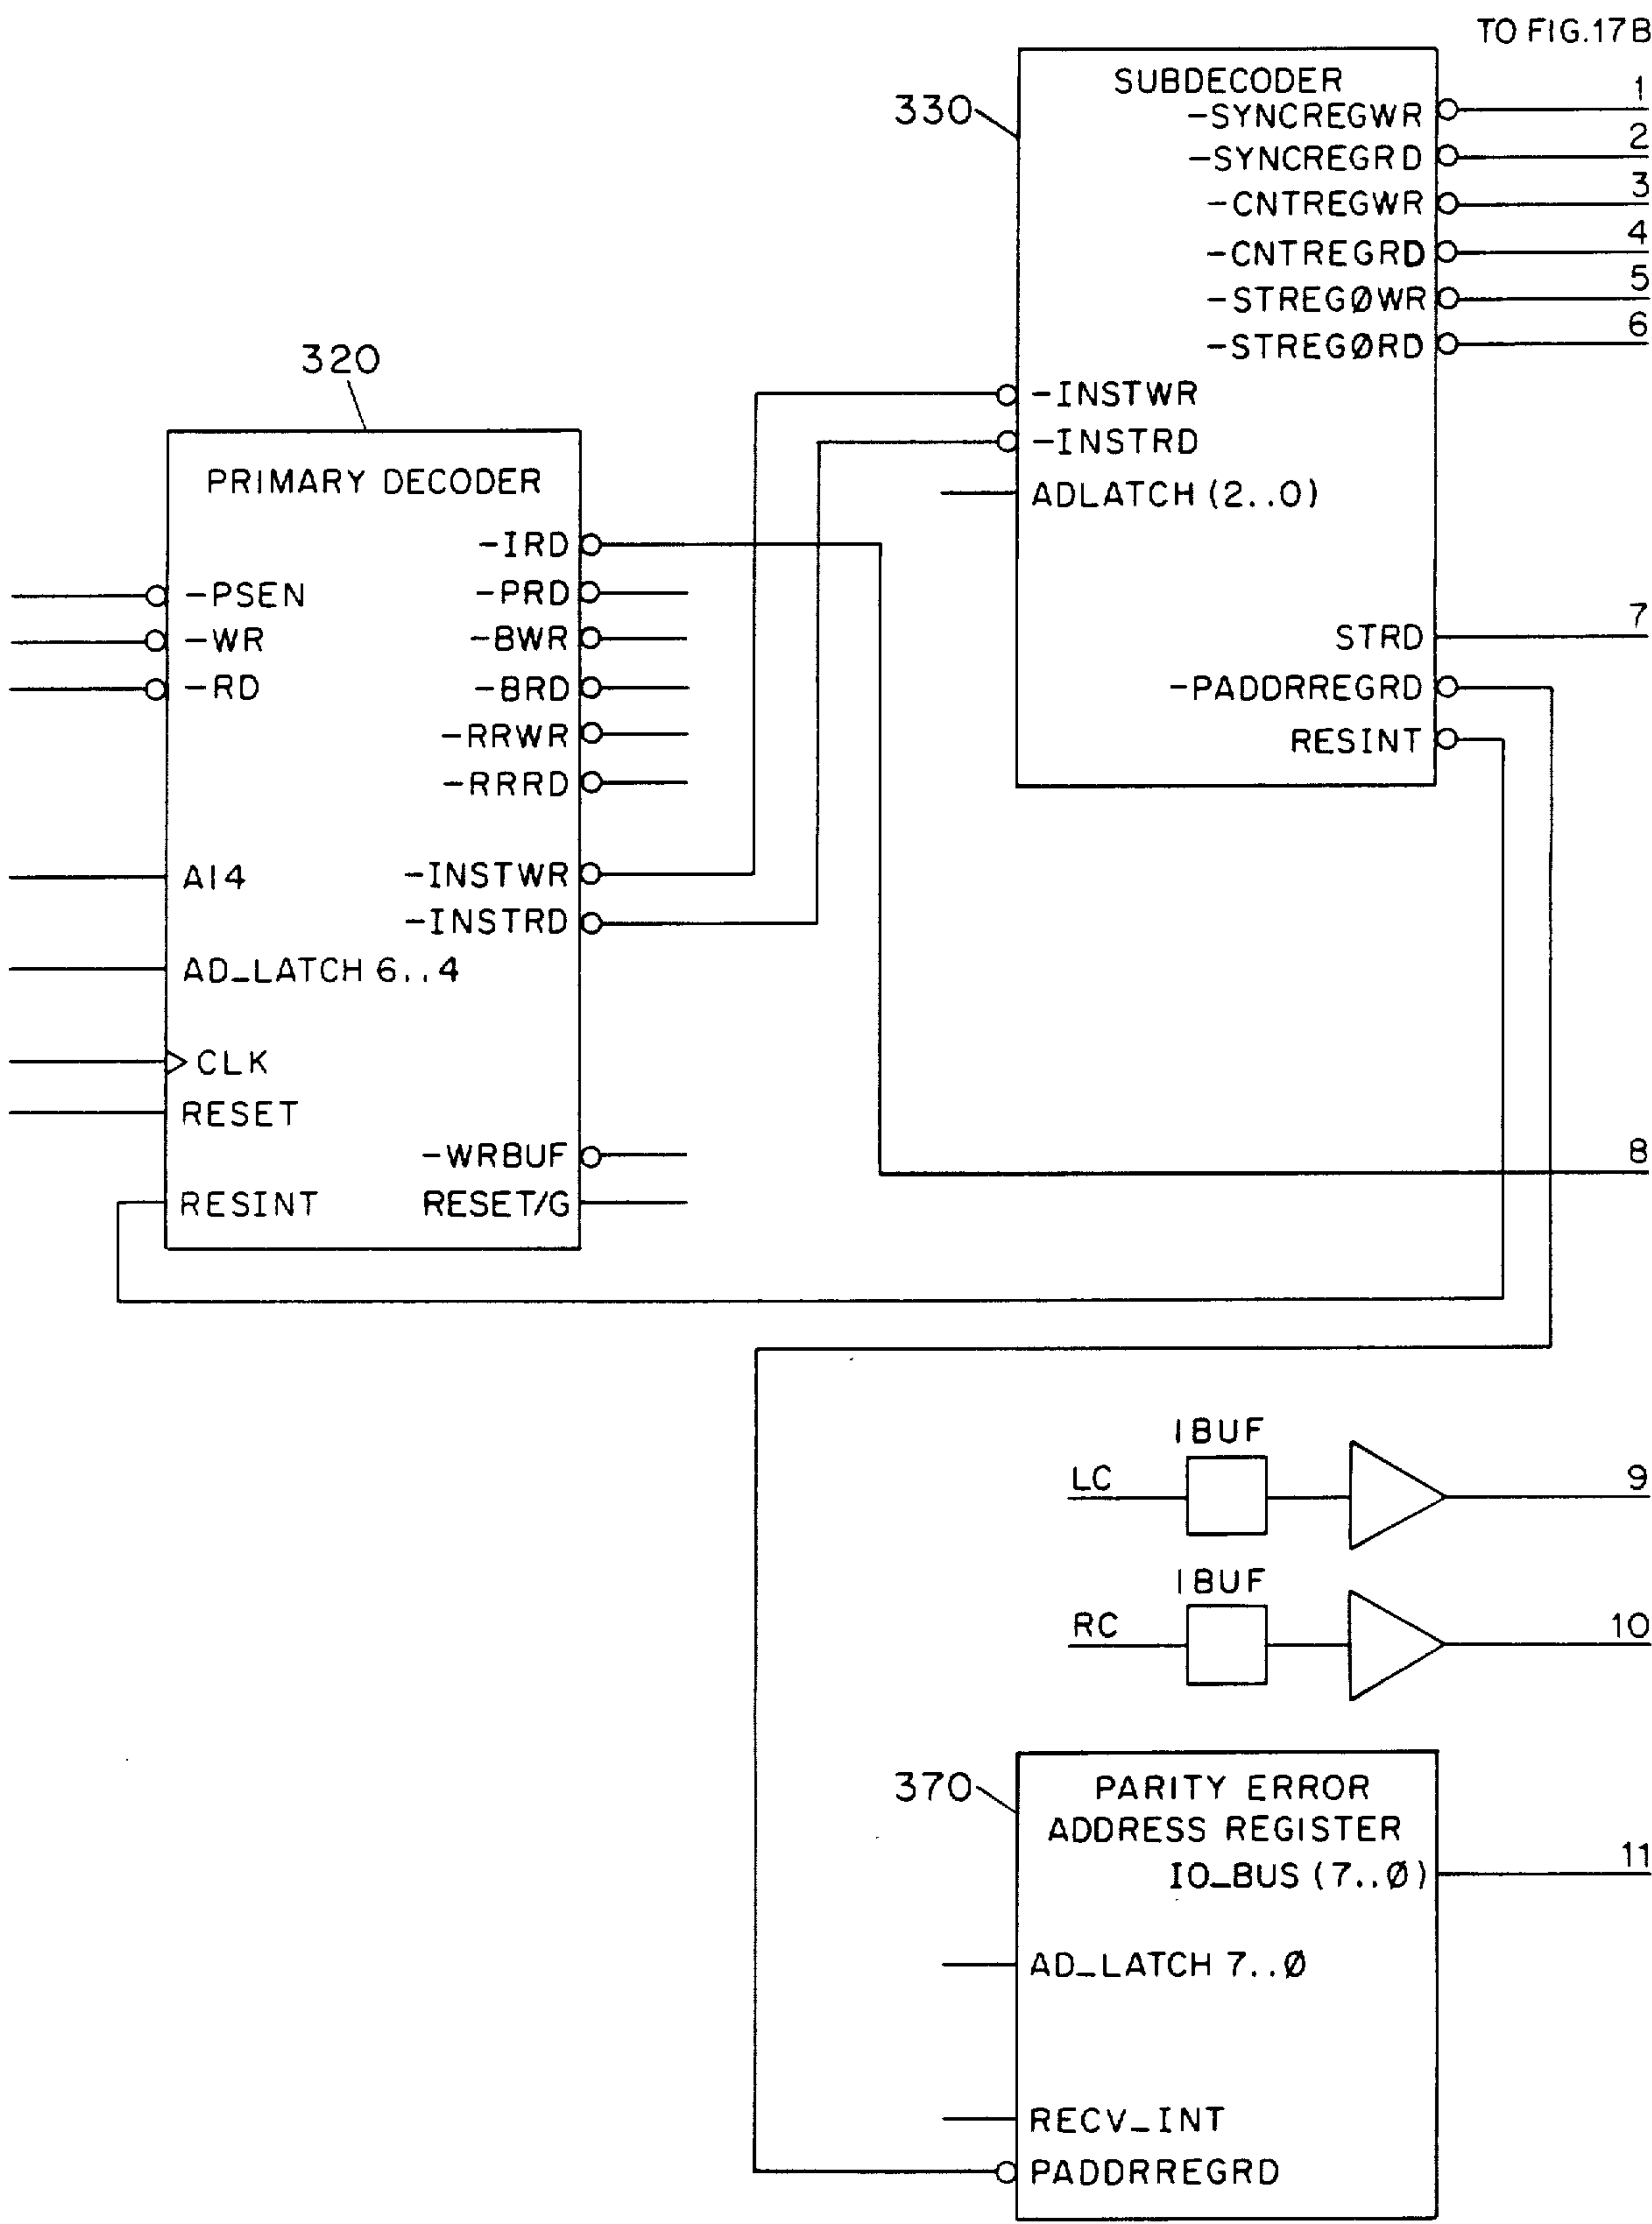 TO FIG.17B
330
SUBDECODER
-SYNCREGWR
1
-SYNCREGRD
2
-CNTREGWR
3
-CNTREGRD
4
-STREGØWR
5
-STREGØRD
6
-INSTWR
-INSTRD
ADLATCH (2..0)
STRD
7
-PADDRREGRD
RESINT
320
PRIMARY DECODER
-IRD
-PSEN
-PRD
-WR
-BWR
-RD
-BRD
-RRWR
-RRRD
A14
-INSTWR
-INSTRD
AD_LATCH 6..4
CLK
RESET
-WRBUF
8
RESINT
RESET/G
IBUF
LC
9
IBUF
RC
10
370
PARITY ERROR
ADDRESS REGISTER
IO_BUS (7..Ø)
11
AD_LATCH 7..Ø
RECV_INT
PADDRREGRD